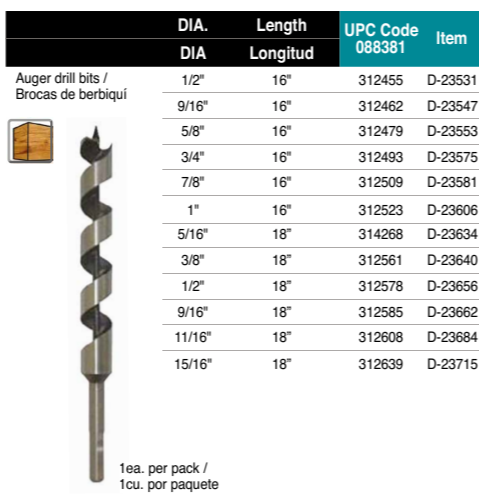 DIA. Length UPC Code Item
DIA Longitud 088381
Auger drill bits /
Brocas de berbiquí
1/2" 16" 312455 D-23531
9/16" 16" 312462 D-23547
5/8" 16" 312479 D-23553
3/4" 16" 312493 D-23575
7/8" 16" 312509 D-23581
1" 16" 312523 D-23606
5/16" 18" 314268 D-23634
3/8" 18" 312561 D-23640
1/2" 18" 312578 D-23656
9/16" 18" 312585 D-23662
11/16" 18” 312608 D-23684
15/16" 18” 312639 D-23715
1ea. per pack /
1cu. por paquete